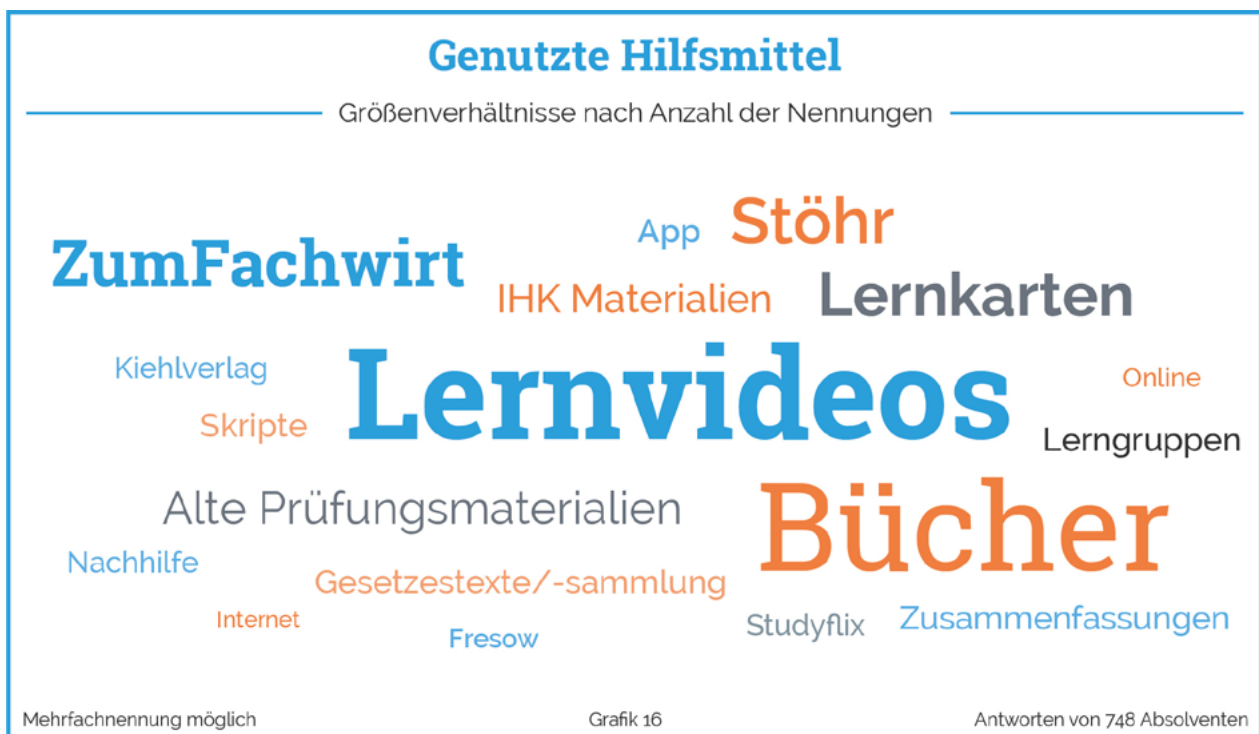 Genutzte Hilfsmittel
Größenverhältnisse nach Anzahl der Nennungen
App
Stöhr
ZumFachwirt
IHK Materialien
Lernkarten
Kiehlverlag
Lernvideos
Online
Skripte
Lerngruppen
Alte Prüfungsmaterialien
Bücher
Nachhilfe
Gesetzestexte/-sammlung
Internet
Fresow
Studyflix
Zusammenfassungen
Mehrfachnennung möglich
Grafik 16
Antworten von 748 Absolventen